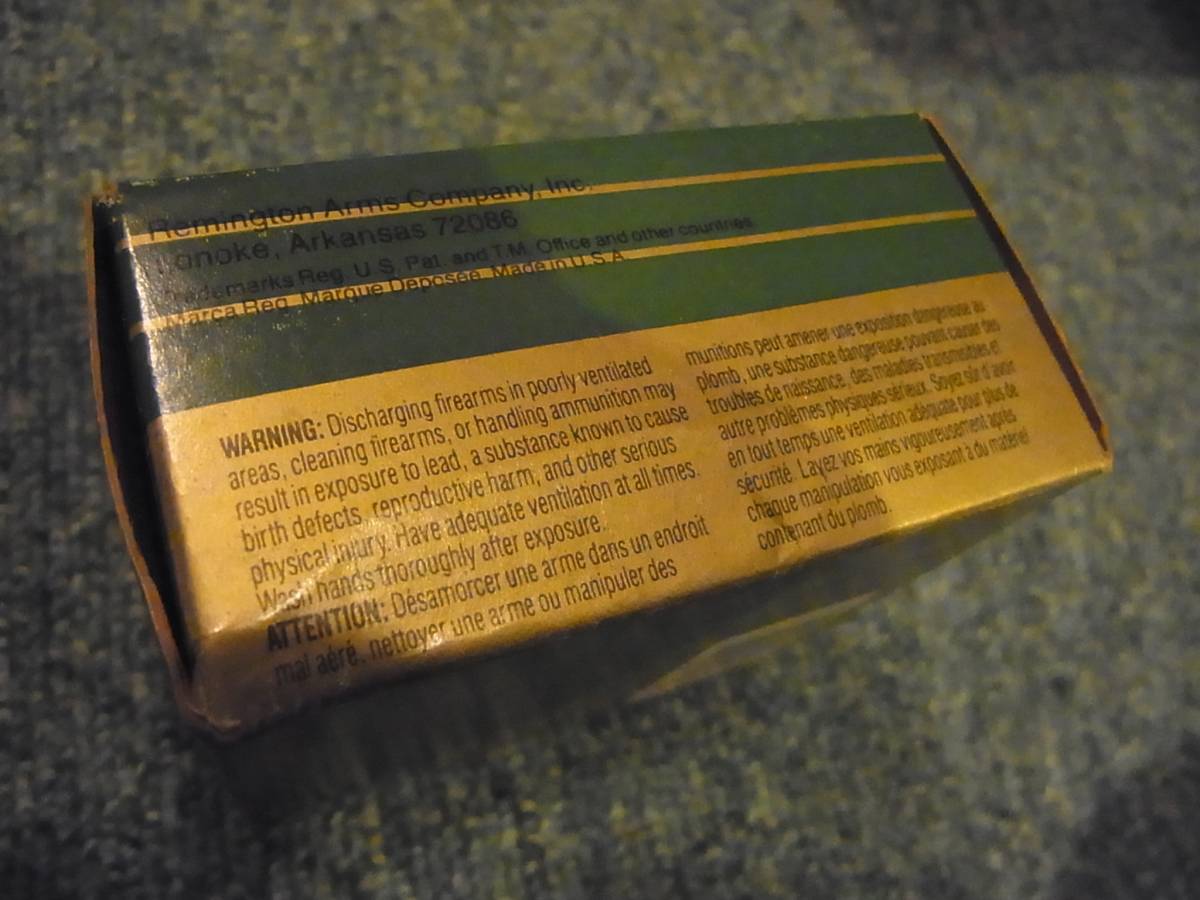 Remington Arms Company, Inc.
Lonoke, Arkansas 72086
Trademarks Reg. U.S. Pat. and T.M. Office and other countries.
Marca Reg. Marque Deposée. Made in U.S.A.
WARNING: Discharging firearms in poorly ventilated
areas, cleaning firearms, or handling ammunition may
result in exposure to lead, a substance known to cause
birth defects, reproductive harm, and other serious
physical injury. Have adequate ventilation at all times.
Wash hands thoroughly after exposure.
ATTENTION: Désamorcer une arme dans un endroit
mal aéré, nettoyer une arme ou manipuler des
munitions peut amener une exposition dangereuse au
plomb, une substance dangereuse pouvant causer des
troubles de naissance, des maladies transmissibles et
autre problèmes physiques sérieux. Soyez sûr d'avoir
en tout temps une ventilation adéquate pour plus de
sécurité. Layez vos mains vigoureusement après
chaque manipulation vous exposant à du matériel
contenant du plomb.